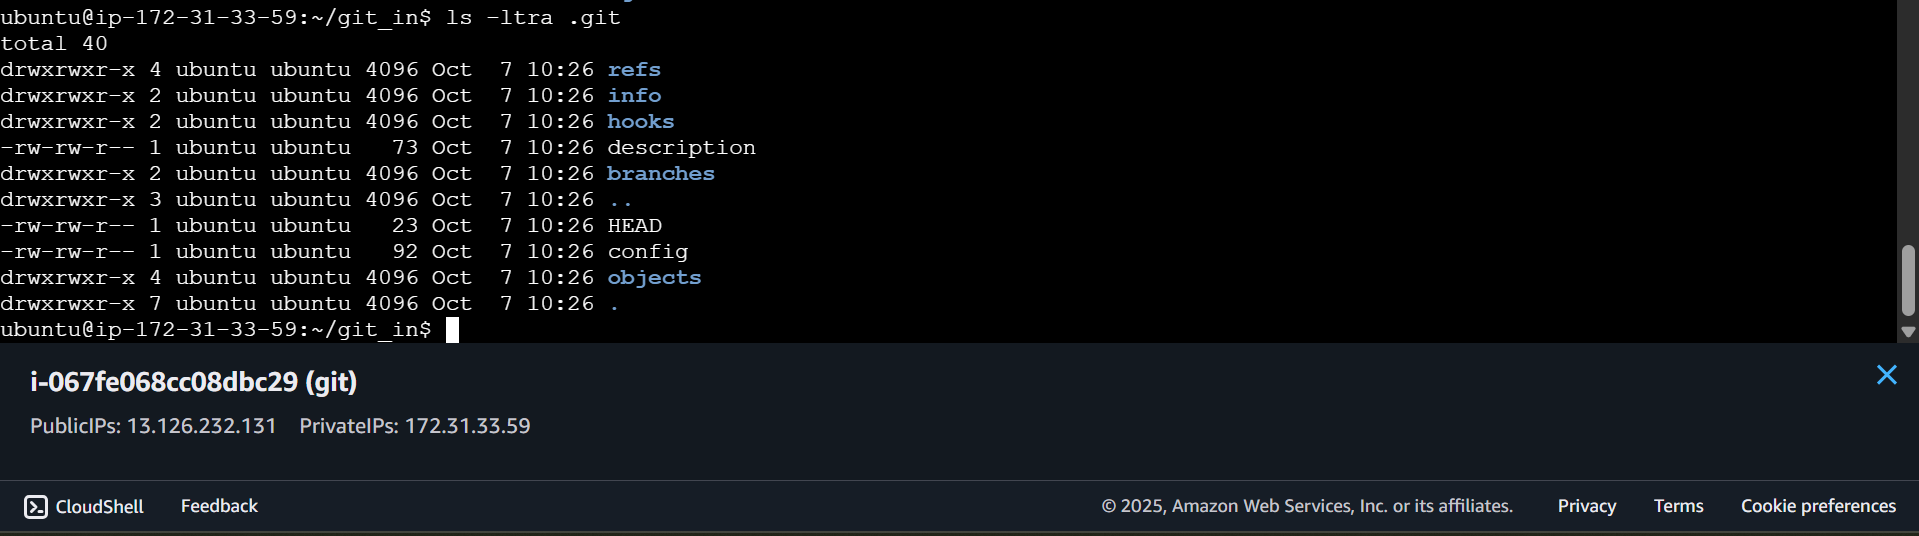 ubuntu@ip-172-31-33-59:~/git_in$ ls -ltra .git
total 40
drwxrwxr-x 4 ubuntu ubuntu 4096 Oct  7 10:26 refs
drwxrwxr-x 2 ubuntu ubuntu 4096 Oct  7 10:26 info
drwxrwxr-x 2 ubuntu ubuntu 4096 Oct  7 10:26 hooks
-rw-rw-r-- 1 ubuntu ubuntu   73 Oct  7 10:26 description
drwxrwxr-x 2 ubuntu ubuntu 4096 Oct  7 10:26 branches
drwxrwxr-x 3 ubuntu ubuntu 4096 Oct  7 10:26 ..
-rw-rw-r-- 1 ubuntu ubuntu   23 Oct  7 10:26 HEAD
-rw-rw-r-- 1 ubuntu ubuntu   92 Oct  7 10:26 config
drwxrwxr-x 4 ubuntu ubuntu 4096 Oct  7 10:26 objects
drwxrwxr-x 7 ubuntu ubuntu 4096 Oct  7 10:26 .
ubuntu@ip-172-31-33-59:~/git_in$
i-067fe068cc08dbc29 (git)
PublicIPs: 13.126.232.131 PrivateIPs: 172.31.33.59
CloudShell Feedback © 2025, Amazon Web Services, Inc. or its affiliates. Privacy Terms Cookie preferences